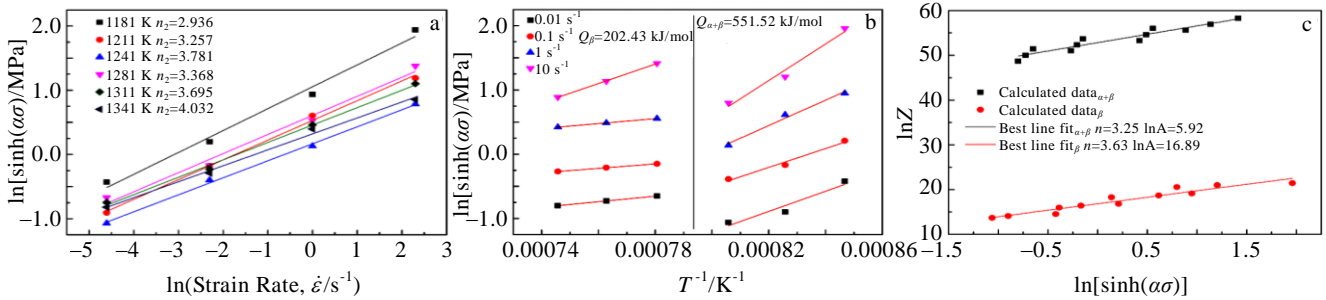 a
1181 K n2=2.936
1211 K n2=3.257
1241 K n2=3.781
1281 K n2=3.368
1311 K n2=3.695
1341 K n2=4.032
ln[sinh(ασ)/MPa]
2.0
1.0
0.0
−1.0
−5 −4 −3 −2 −1 0 1 2 3
ln(Strain Rate, ε̇/s-1)
b
0.01 s-1
0.1 s-1 Qβ=202.43 kJ/mol
1 s-1
10 s-1
Qα+β=551.52 kJ/mol
ln[sinh(ασ)/MPa]
2.0
1.0
0.0
−1.0
0.00074 0.00078 0.00082 0.00086
T-1/K-1
c
lnZ
60
50
40
30
20
10
Calculated dataα+β
Calculated dataβ
Best line fitα+β n=3.25 lnA=5.92
Best line fitβ n=3.63 lnA=16.89
−1.5 −0.5 0.5 1.5
ln[sinh(ασ)]